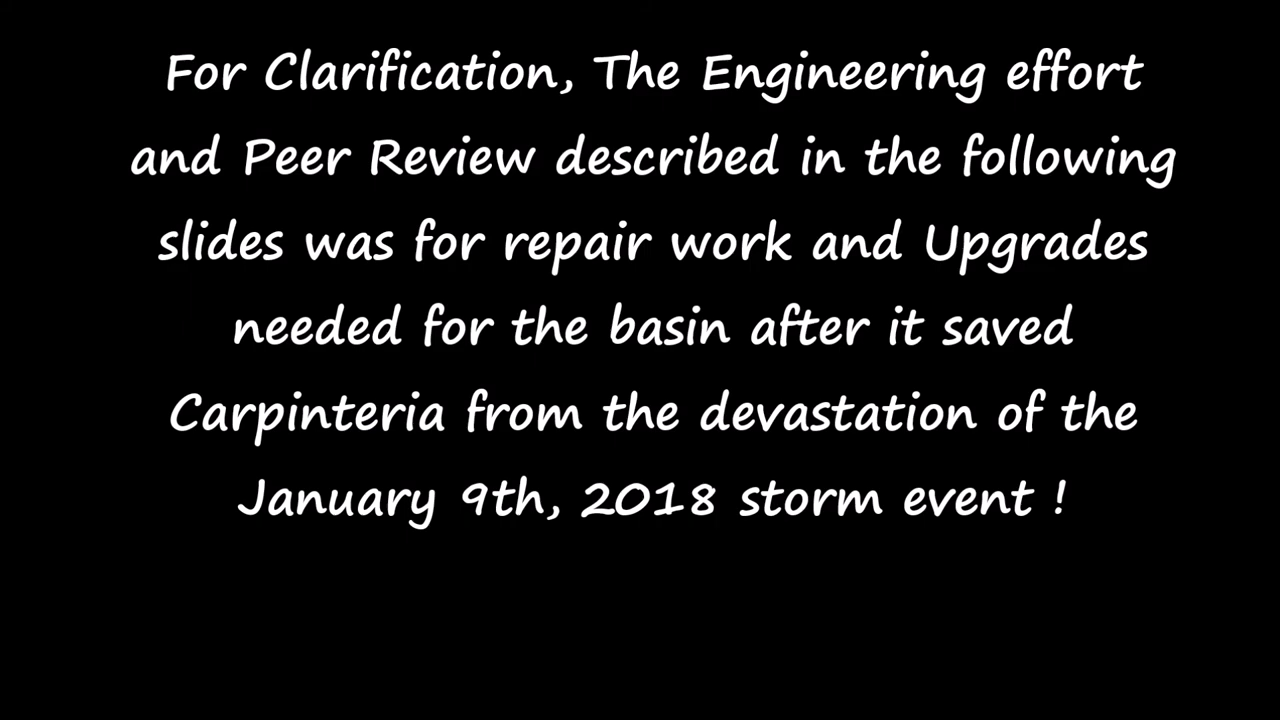 For Clarification, The Engineering effort
and Peer Review described in the following
slides was for repair work and Upgrades
needed for the basin after it saved
Carpinteria from the devastation of the
January 9th, 2018 storm event !